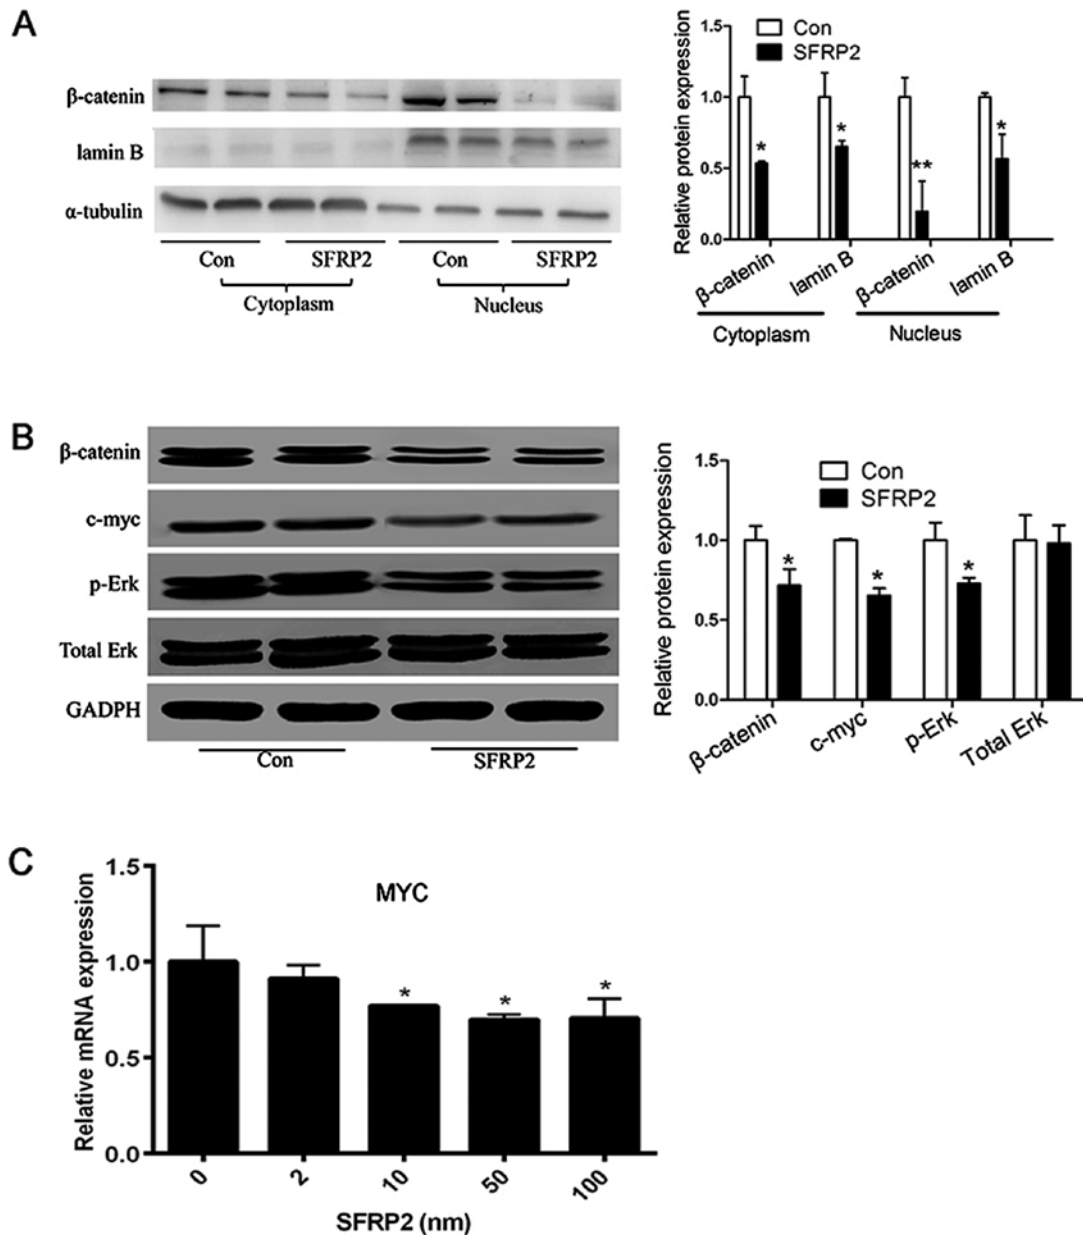 A
β-catenin
lamin B
α-tubulin
Con SFRP2 Con SFRP2
Cytoplasm Nucleus
Relative protein expression
1.5
1.0
0.5
0.0
Con
SFRP2
* * ** *
β-catenin lamin B β-catenin lamin B
Cytoplasm Nucleus
B
β-catenin
c-myc
p-Erk
Total Erk
GADPH
Con SFRP2
Relative protein expression
1.5
1.0
0.5
0.0
Con
SFRP2
* * *
β-catenin c-myc p-Erk Total Erk
C
Relative mRNA expression
1.5
1.0
0.5
0.0
MYC
* * *
0 2 10 50 100
SFRP2 (nm)